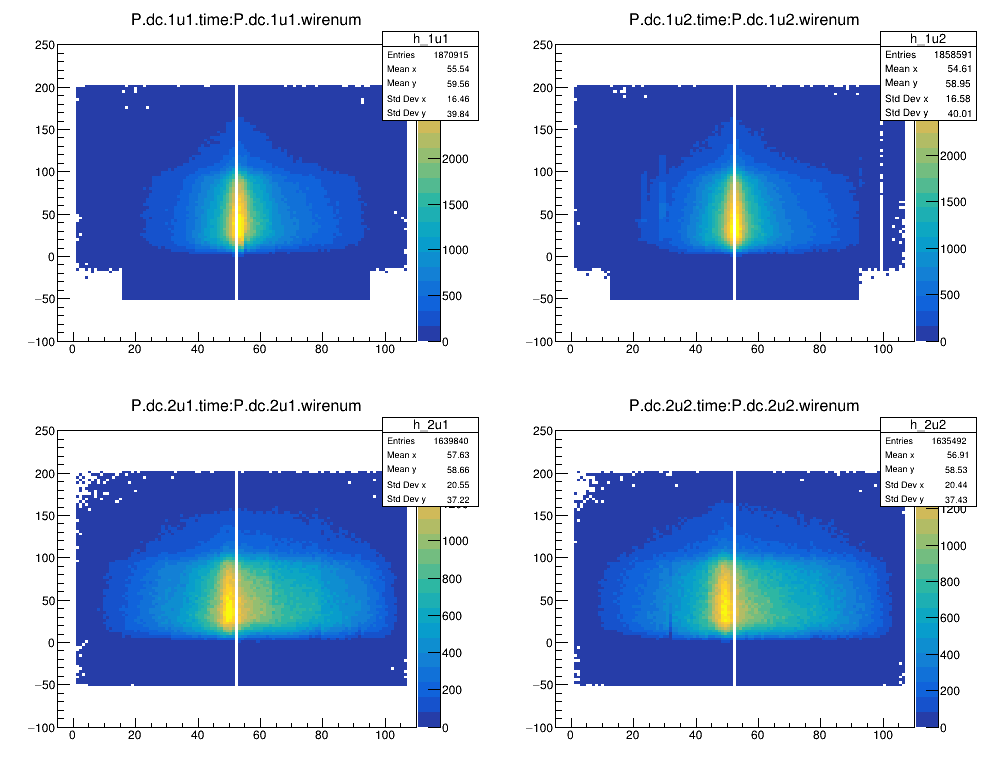 P.dc.1u1.time:P.dc.1u1.wirenum
h_1u1
Entries 1870915
Mean x 55.54
Mean y 59.56
Std Dev x 16.46
Std Dev y 39.84
250
200
150
100
50
0
−50
−100
0 20 40 60 80 100
2000
1500
1000
500
0
P.dc.1u2.time:P.dc.1u2.wirenum
h_1u2
Entries 1858591
Mean x 54.61
Mean y 58.95
Std Dev x 16.58
Std Dev y 40.01
250
200
150
100
50
0
−50
−100
0 20 40 60 80 100
2000
1500
1000
500
0
P.dc.2u1.time:P.dc.2u1.wirenum
h_2u1
Entries 1639840
Mean x 57.63
Mean y 58.66
Std Dev x 20.55
Std Dev y 37.22
250
200
150
100
50
0
−50
−100
0 20 40 60 80 100
1000
800
600
400
200
0
P.dc.2u2.time:P.dc.2u2.wirenum
h_2u2
Entries 1635492
Mean x 56.91
Mean y 58.53
Std Dev x 20.44
Std Dev y 37.43
250
200
150
100
50
0
−50
−100
0 20 40 60 80 100
1200
1000
800
600
400
200
0